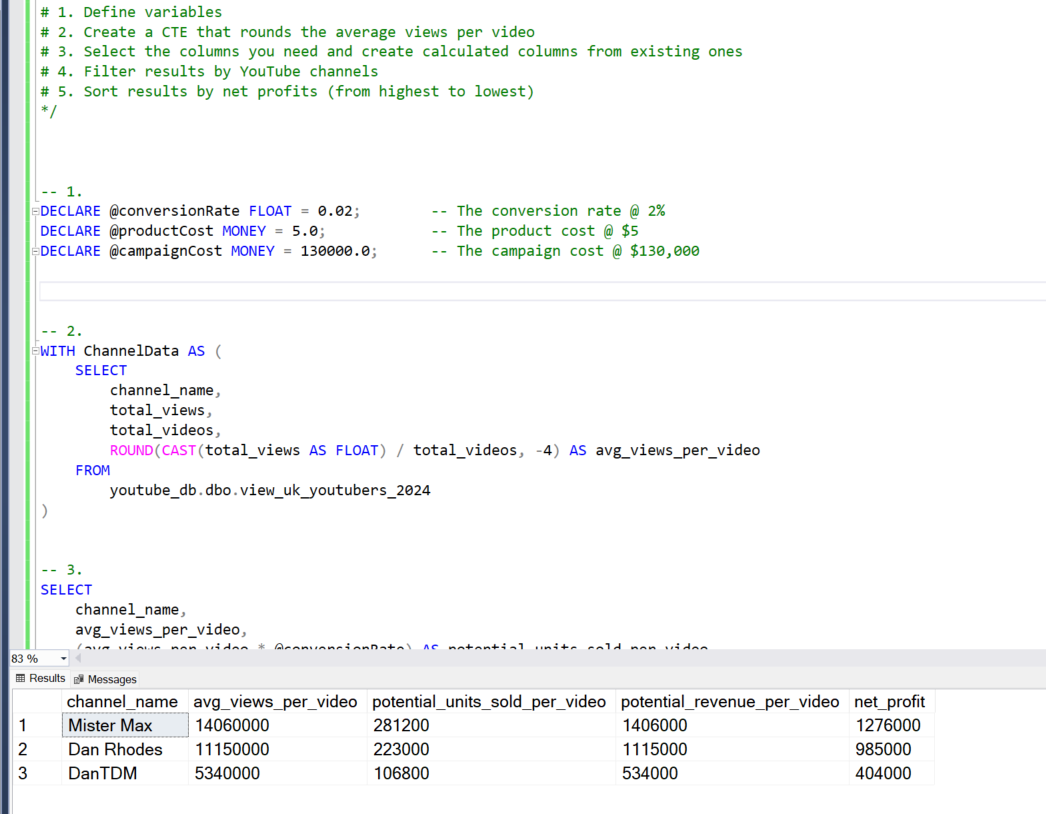 # 1. Define variables
# 2. Create a CTE that rounds the average views per video
# 3. Select the columns you need and create calculated columns from existing ones
# 4. Filter results by YouTube channels
# 5. Sort results by net profits (from highest to lowest)
*/
-- 1.
DECLARE @conversionRate FLOAT = 0.02; -- The conversion rate @ 2%
DECLARE @productCost MONEY = 5.0; -- The product cost @ $5
DECLARE @campaignCost MONEY = 130000.0; -- The campaign cost @ $130,000
-- 2.
WITH ChannelData AS (
SELECT
channel_name,
total_views,
total_videos,
ROUND(CAST(total_views AS FLOAT) / total_videos, -4) AS avg_views_per_video
FROM
youtube_db.dbo.view_uk_youtubers_2024
)
-- 3.
SELECT
channel_name,
avg_views_per_video,
(avg_views_per_video * @conversionRate) AS potential_units_sold_per_video
83 %
Results Messages
channel_name avg_views_per_video potential_units_sold_per_video potential_revenue_per_video net_profit
1 Mister Max 14060000 281200 1406000 1276000
2 Dan Rhodes 11150000 223000 1115000 985000
3 DanTDM 5340000 106800 534000 404000